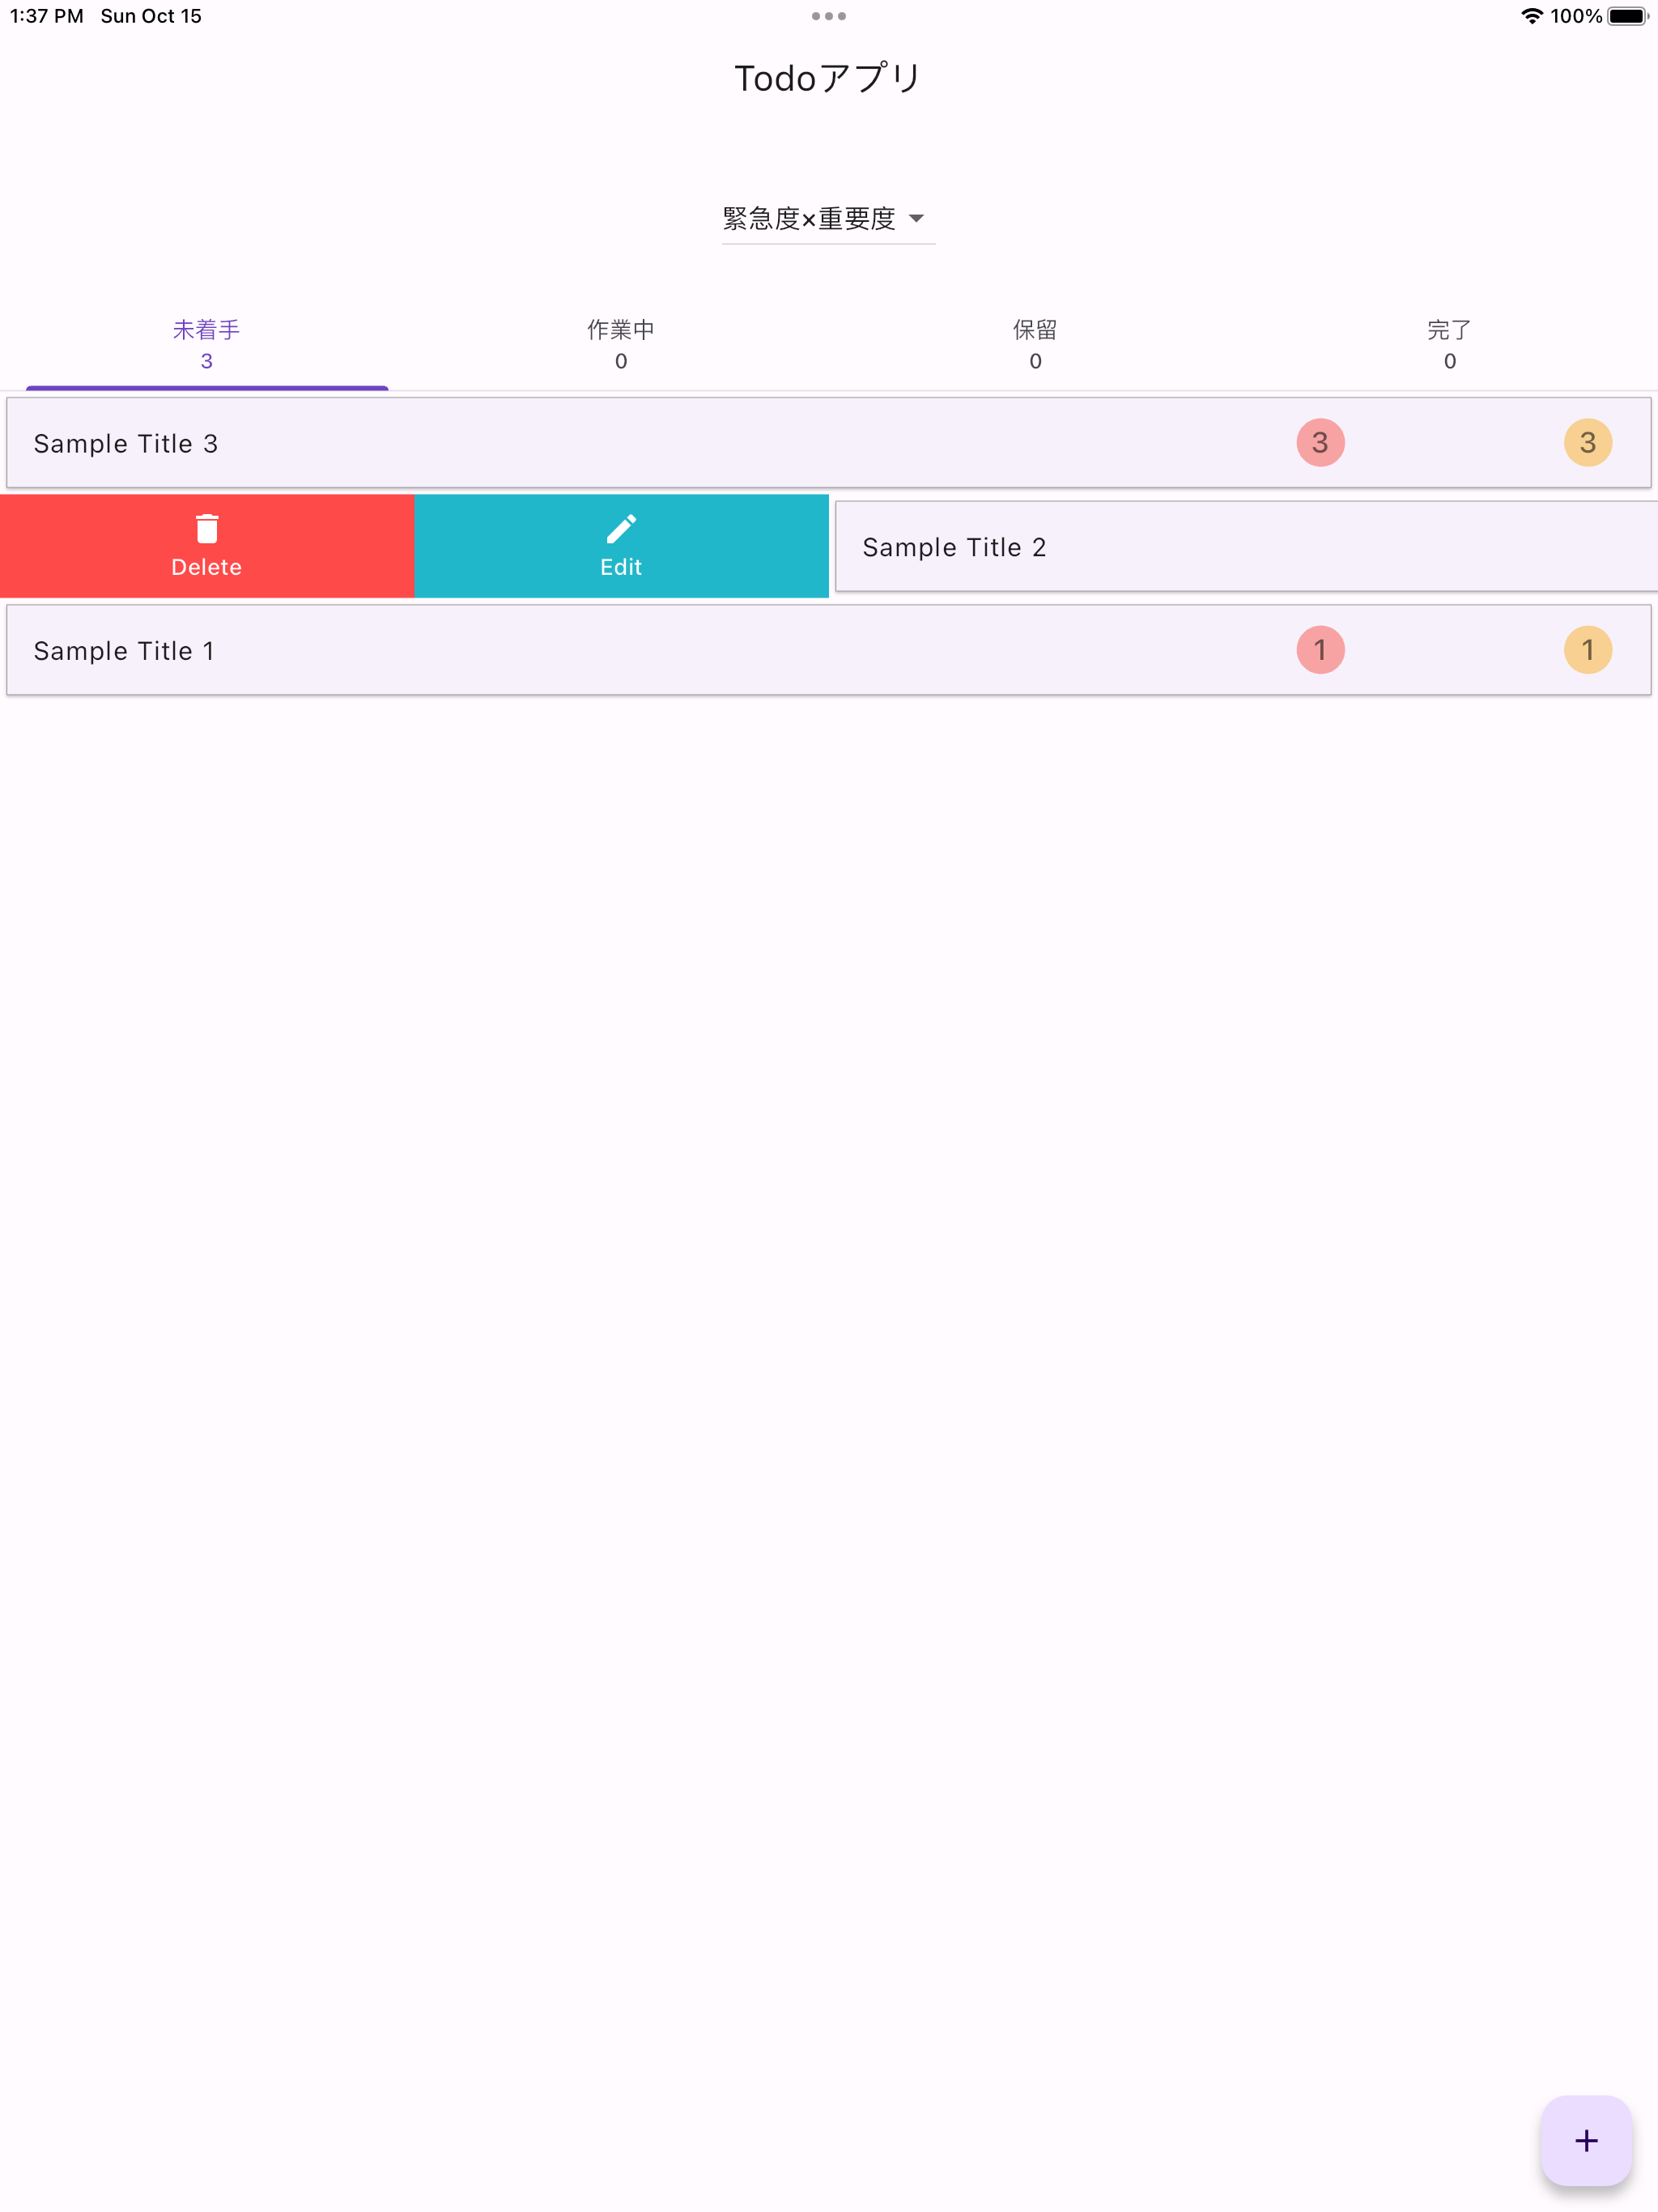 1:37 PM Sun Oct 15 100%
Todoアプリ
緊急度×重要度
未着手 作業中 保留 完了
3 0 0 0
Sample Title 3 3 3
Delete Edit Sample Title 2
Sample Title 1 1 1
+